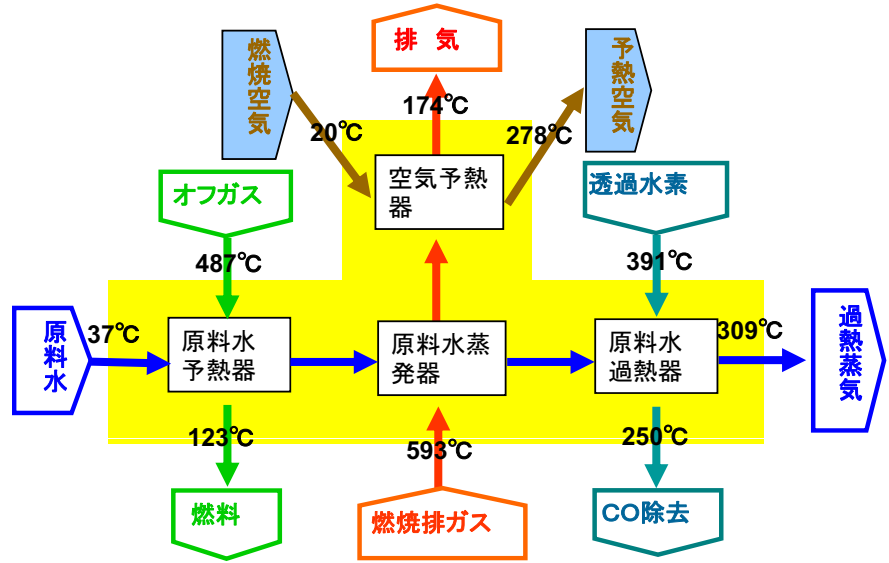 排 気
燃焼空気
予熱空気
174℃
20℃
278℃
空気予熱
器
オフガス
透過水素
487℃
391℃
原料水
37℃
原料水
予熱器
原料水蒸
発器
原料水
過熱器
309℃
過熱蒸気
123℃
593℃
250℃
燃料
燃焼排ガス
CO除去